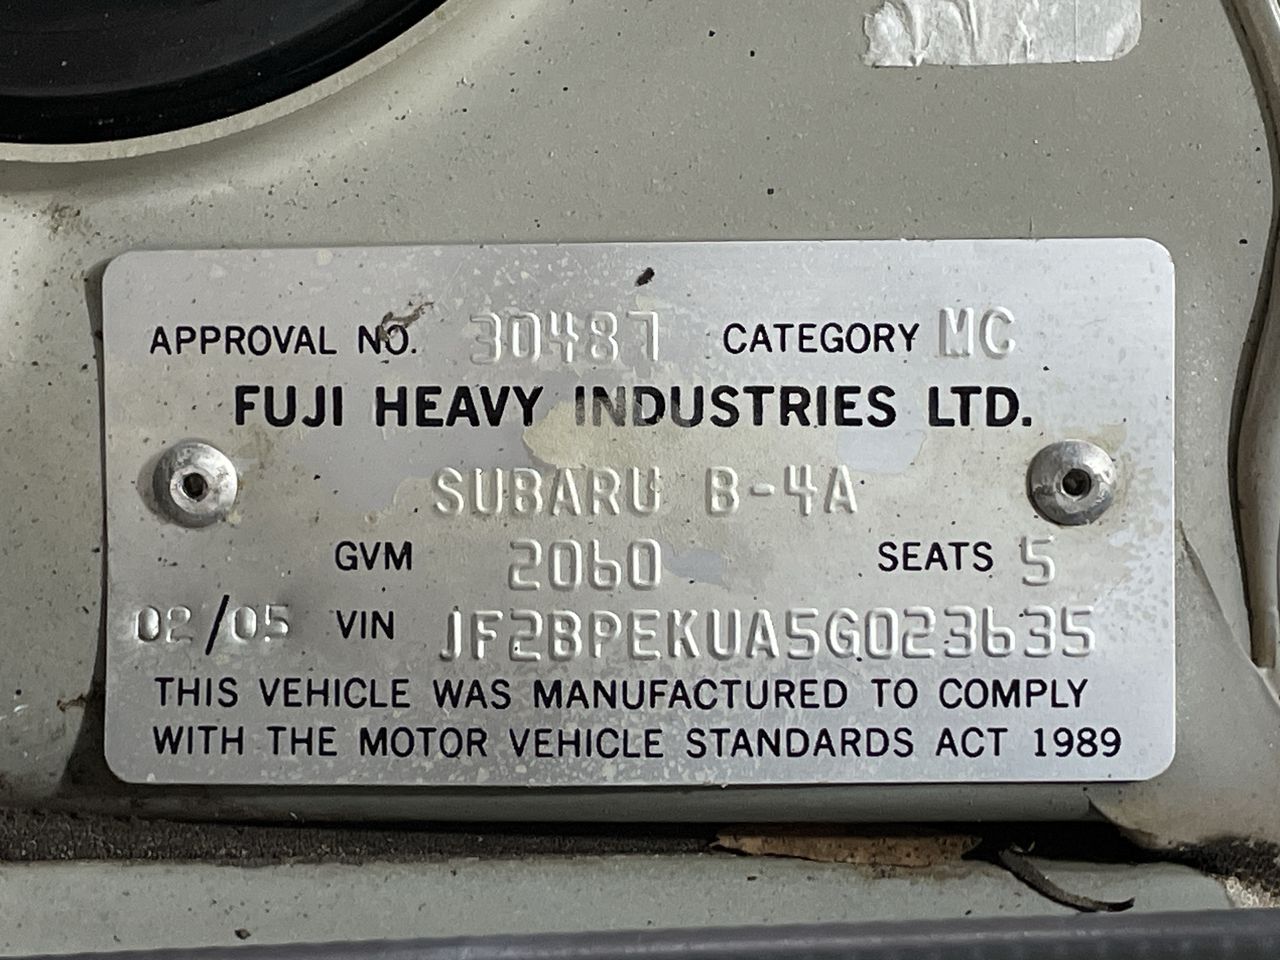 APPROVAL NO. 30487 CATEGORY MC
FUJI HEAVY INDUSTRIES LTD.
SUBARU B-4A
GVM 2060 SEATS 5
02/05 VIN JF2BPEKUA5G023635
THIS VEHICLE WAS MANUFACTURED TO COMPLY
WITH THE MOTOR VEHICLE STANDARDS ACT 1989